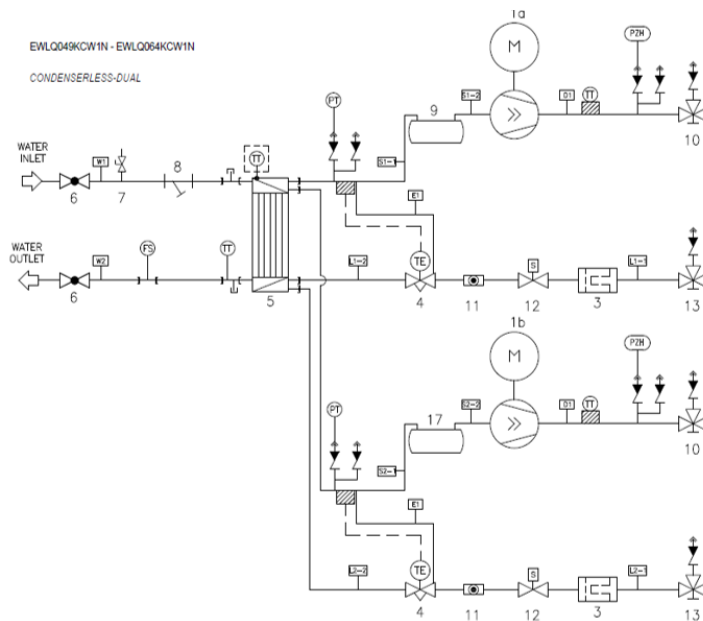 EWLQ049KCW1N - EWLQ064KCW1N
CONDENSERLESS-DUAL
1a
M
PZH
PT
9
S1-2
D1
TT
10
WATER
INLET
W1
7
8
TT
S1-1
6
E1
WATER
OUTLET
W2
FS
TT
L1-2
TE
S
L1-1
6
5
4
11
12
3
13
1b
M
PZH
PT
17
S2-2
D1
TT
10
S2-1
E1
L2-2
TE
S
L2-1
4
11
12
3
13